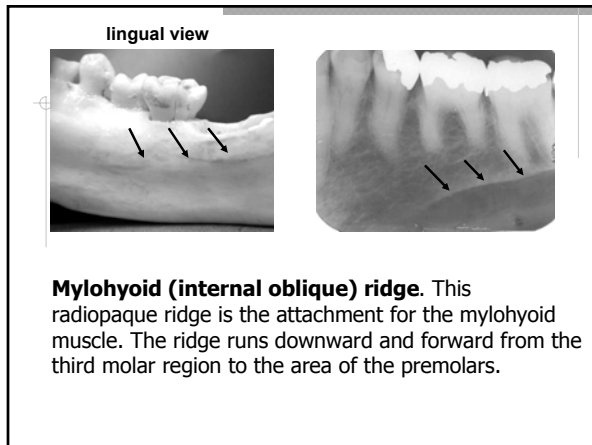 lingual view
Mylohyoid (internal oblique) ridge. This
radiopaque ridge is the attachment for the mylohyoid
muscle. The ridge runs downward and forward from the
third molar region to the area of the premolars.